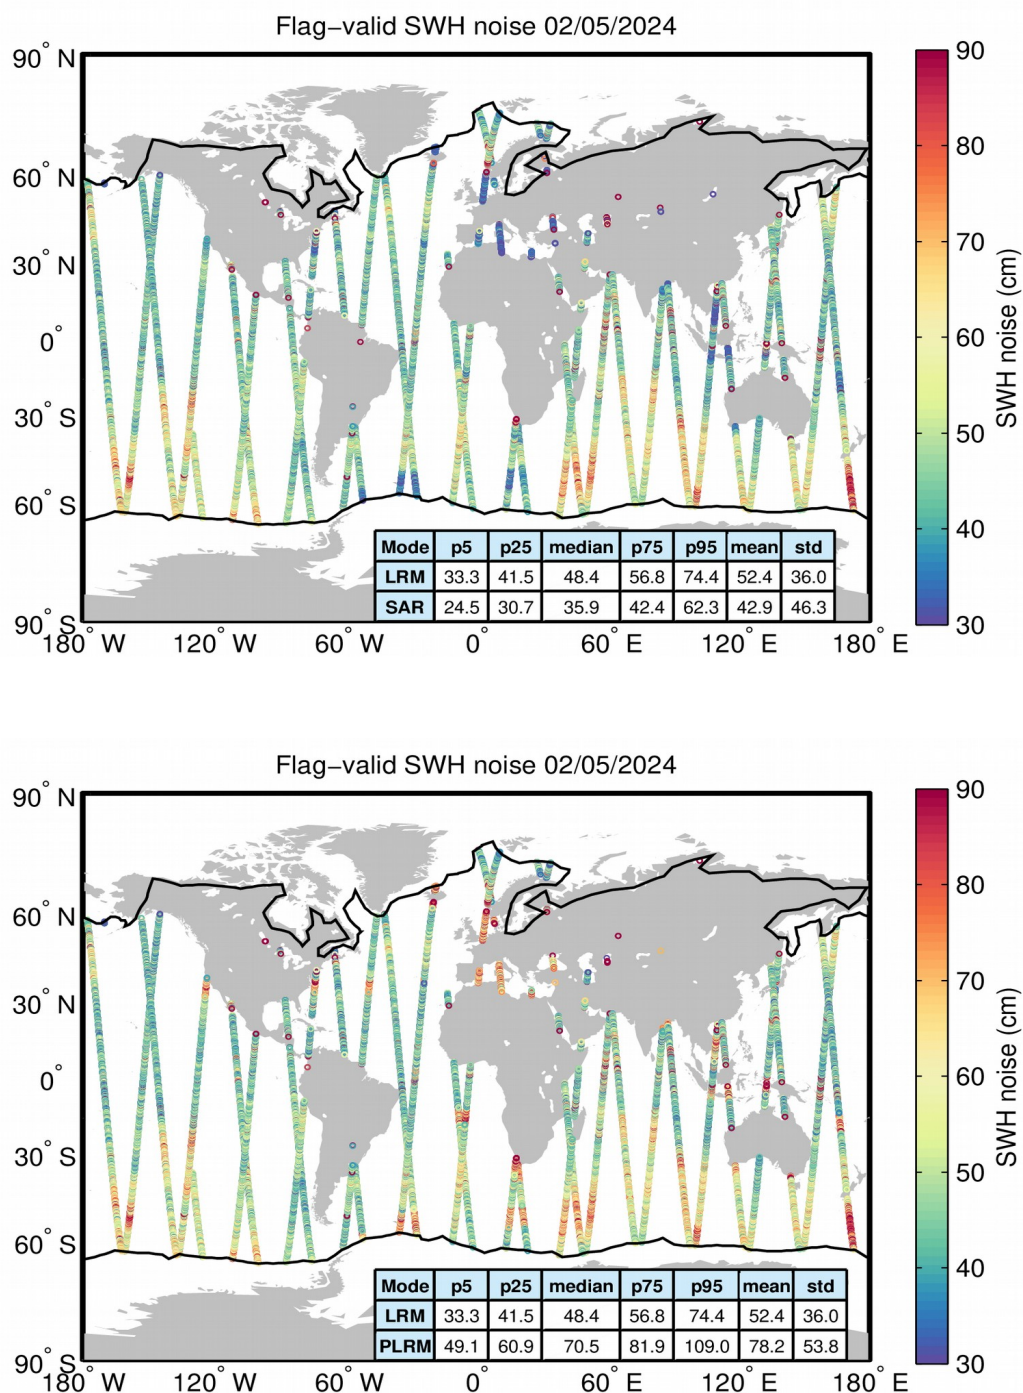 Flag−valid SWH noise 02/05/2024
90° N
60° N
30° N
0°
30° S
60° S
90° S
180° W
120° W
60° W
0°
60° E
120° E
180° E
90
80
70
60
50
40
30
SWH noise (cm)
Mode p5 p25 median p75 p95 mean std
LRM 33.3 41.5 48.4 56.8 74.4 52.4 36.0
SAR 24.5 30.7 35.9 42.4 62.3 42.9 46.3
Flag−valid SWH noise 02/05/2024
90° N
60° N
30° N
0°
30° S
60° S
90° S
180° W
120° W
60° W
0°
60° E
120° E
180° E
90
80
70
60
50
40
30
SWH noise (cm)
Mode p5 p25 median p75 p95 mean std
LRM 33.3 41.5 48.4 56.8 74.4 52.4 36.0
PLRM 49.1 60.9 70.5 81.9 109.0 78.2 53.8